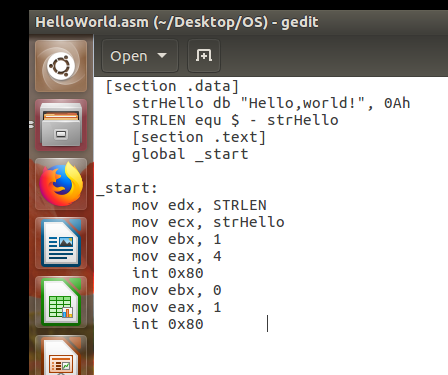 HelloWorld.asm (~/Desktop/OS) - gedit
Open
[section .data]
strHello db "Hello,world!", 0Ah
STRLEN equ $ - strHello
[section .text]
global _start
_start:
mov edx, STRLEN
mov ecx, strHello
mov ebx, 1
mov eax, 4
int 0x80
mov ebx, 0
mov eax, 1
int 0x80